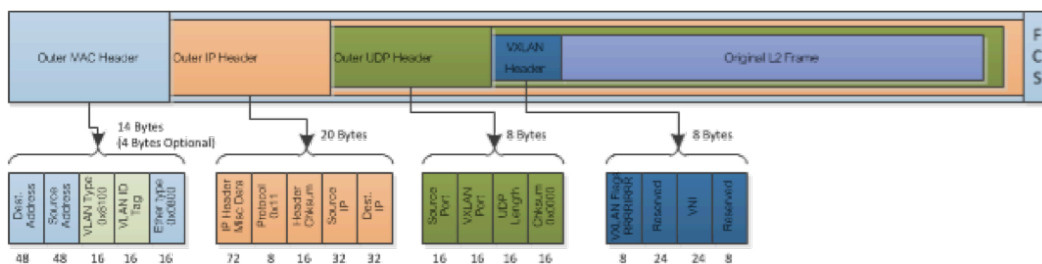 Outer MAC Header
Outer IP Header
Outer UDP Header
VXLAN
Header
Original L2 Frame
F
C
S
14 Bytes
(4 Bytes Optional)
20 Bytes
8 Bytes
8 Bytes
Dest.
Address
Source
Address
VLAN Type
0x8100
VLAN ID
Tag
Ether type
0x0800
IP Header
Misc Data
Protocol
0x11
Header
Chksum
Source
IP
Dest.
IP
Source
Port
VXLAN
Port
UDP
Length
Chksum
0x0000
VXLAN Flags
RRRRIRRR
Reserved
VNI
Reserved
48 48 16 16 16
72 8 16 32 32
16 16 16 16
8 24 24 8